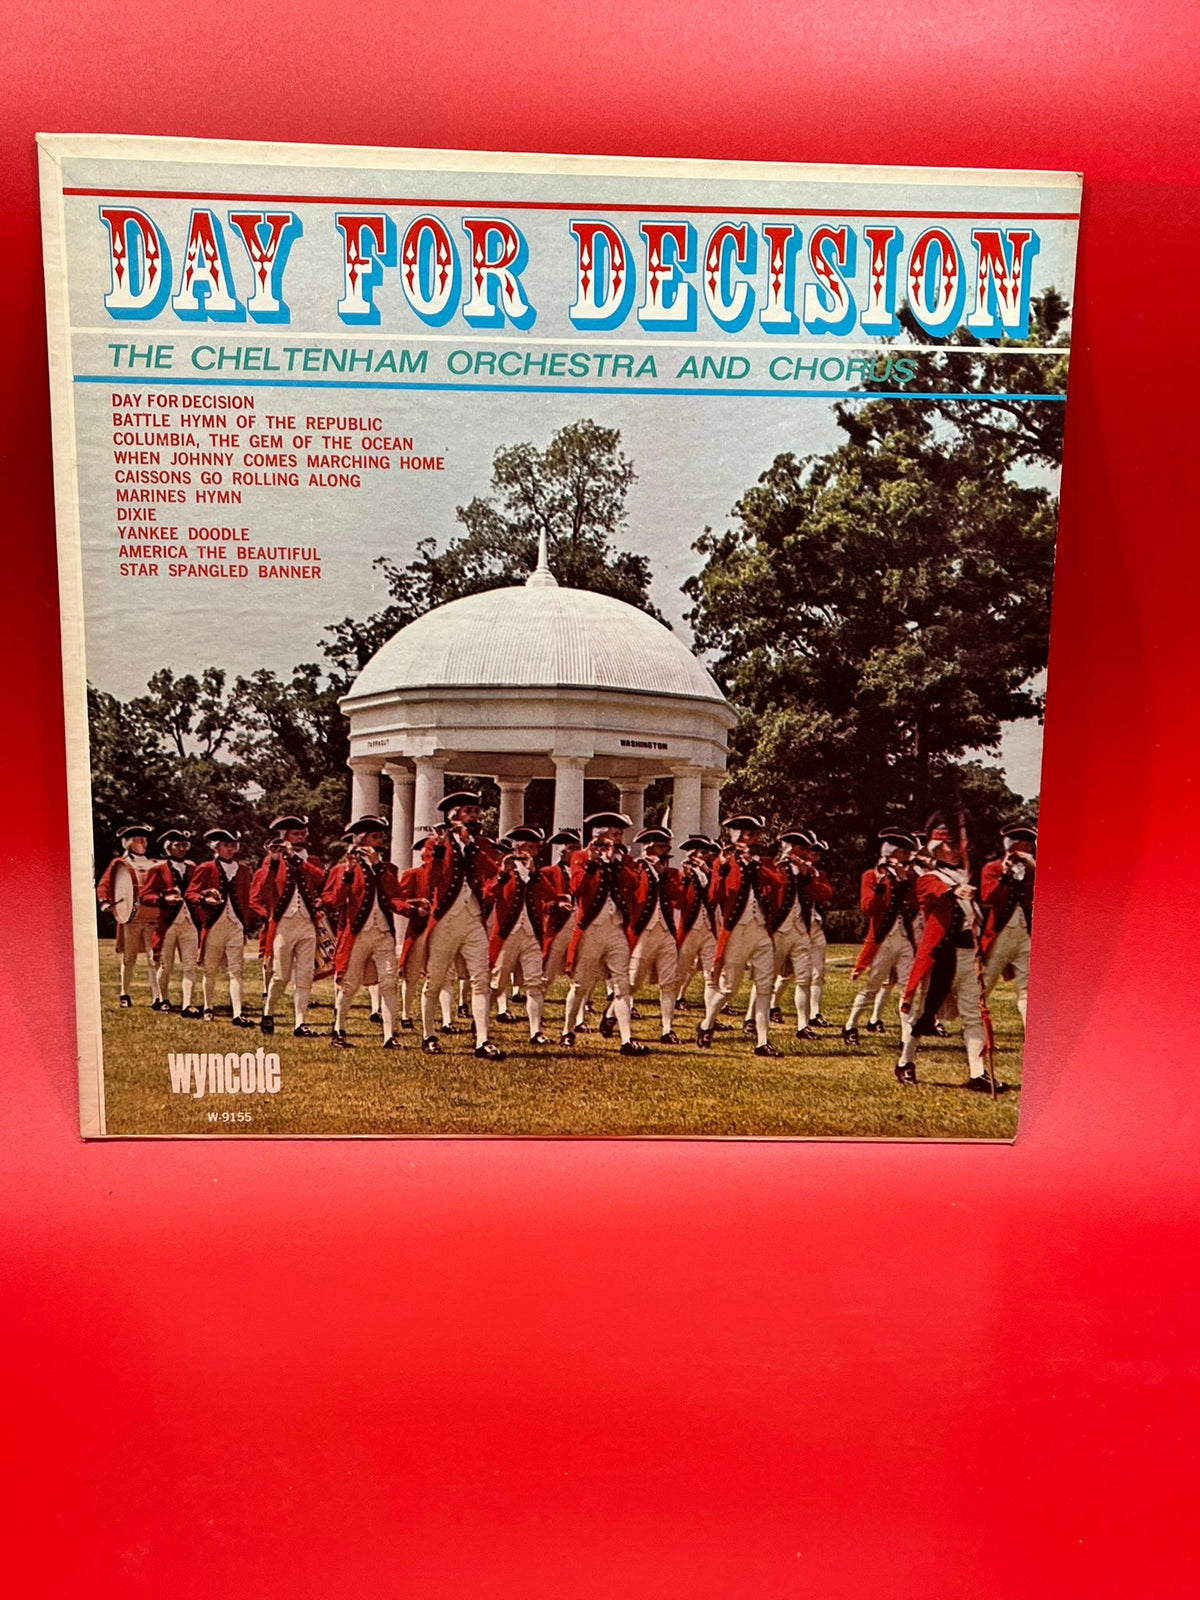 DAY FOR DECISION
THE CHELTENHAM ORCHESTRA AND CHORUS
DAY FOR DECISION
BATTLE HYMN OF THE REPUBLIC
COLUMBIA, THE GEM OF THE OCEAN
WHEN JOHNNY COMES MARCHING HOME
CAISSONS GO ROLLING ALONG
MARINES HYMN
DIXIE
YANKEE DOODLE
AMERICA THE BEAUTIFUL
STAR SPANGLED BANNER
FARRAGUT
WASHINGTON
wyncote
W-9155